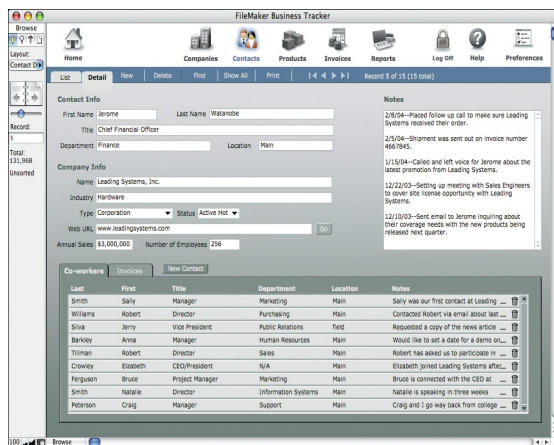 FileMaker Business Tracker
Browse
Layout:
Contact D
Record:
5
Total:
131,968
Unsorted
Home
Companies
Contacts
Products
Invoices
Reports
Log Off
Help
Preferences
List Detail New Delete Find Show All Print Record 5 of 15 (15 total)
Contact Info
First Name Jerome Last Name Watanabe
Title Chief Financial Officer
Department Finance Location Main
Company Info
Name Leading Systems, Inc.
Industry Hardware
Type Corporation Status Active Hot
Web URL www.leadingsystems.com Go
Annual Sales $3,000,000 Number of Employees 256
Notes
2/8/04--Placed follow up call to make sure Leading
Systems received their order.
2/5/04--Shipment was sent out on invoice number
4667845.
1/15/04--Called and left voice for Jerome about the
latest promotion from Leading Systems.
12/22/03--Setting up meeting with Sales Engineers
to cover site license opportunity with Leading
Systems.
12/10/03--Sent email to Jerome inquiring about
their coverage needs with the new products being
released next quarter.
Co-workers Invoices New Contact
Last First Title Department Location Notes
Smith Sally Manager Marketing Main Sally was our first contact at Leading ...
Williams Robert Director Purchasing Main Contacted Robert via email about last ...
Silva Jerry Vice President Public Relations field Requested a copy of the news article ...
Barkley Anna Manager Human Resources Main Would like to set a date for a demo on...
Tillman Robert Director Sales Main Robert has asked us to participate in ...
Crowley Elzabeth CEO/President N/A Main Elizabeth joined Leading Systems after...
Ferguson Bruce Project Manager Marketing Main Bruce is connected with the CEO at ...
Smith Natalie Director Information Systems Main Natalie is speaking in three weeks ...
Peterson Craig Manager Support Main Craig and I go way back from college ...
100 Browse